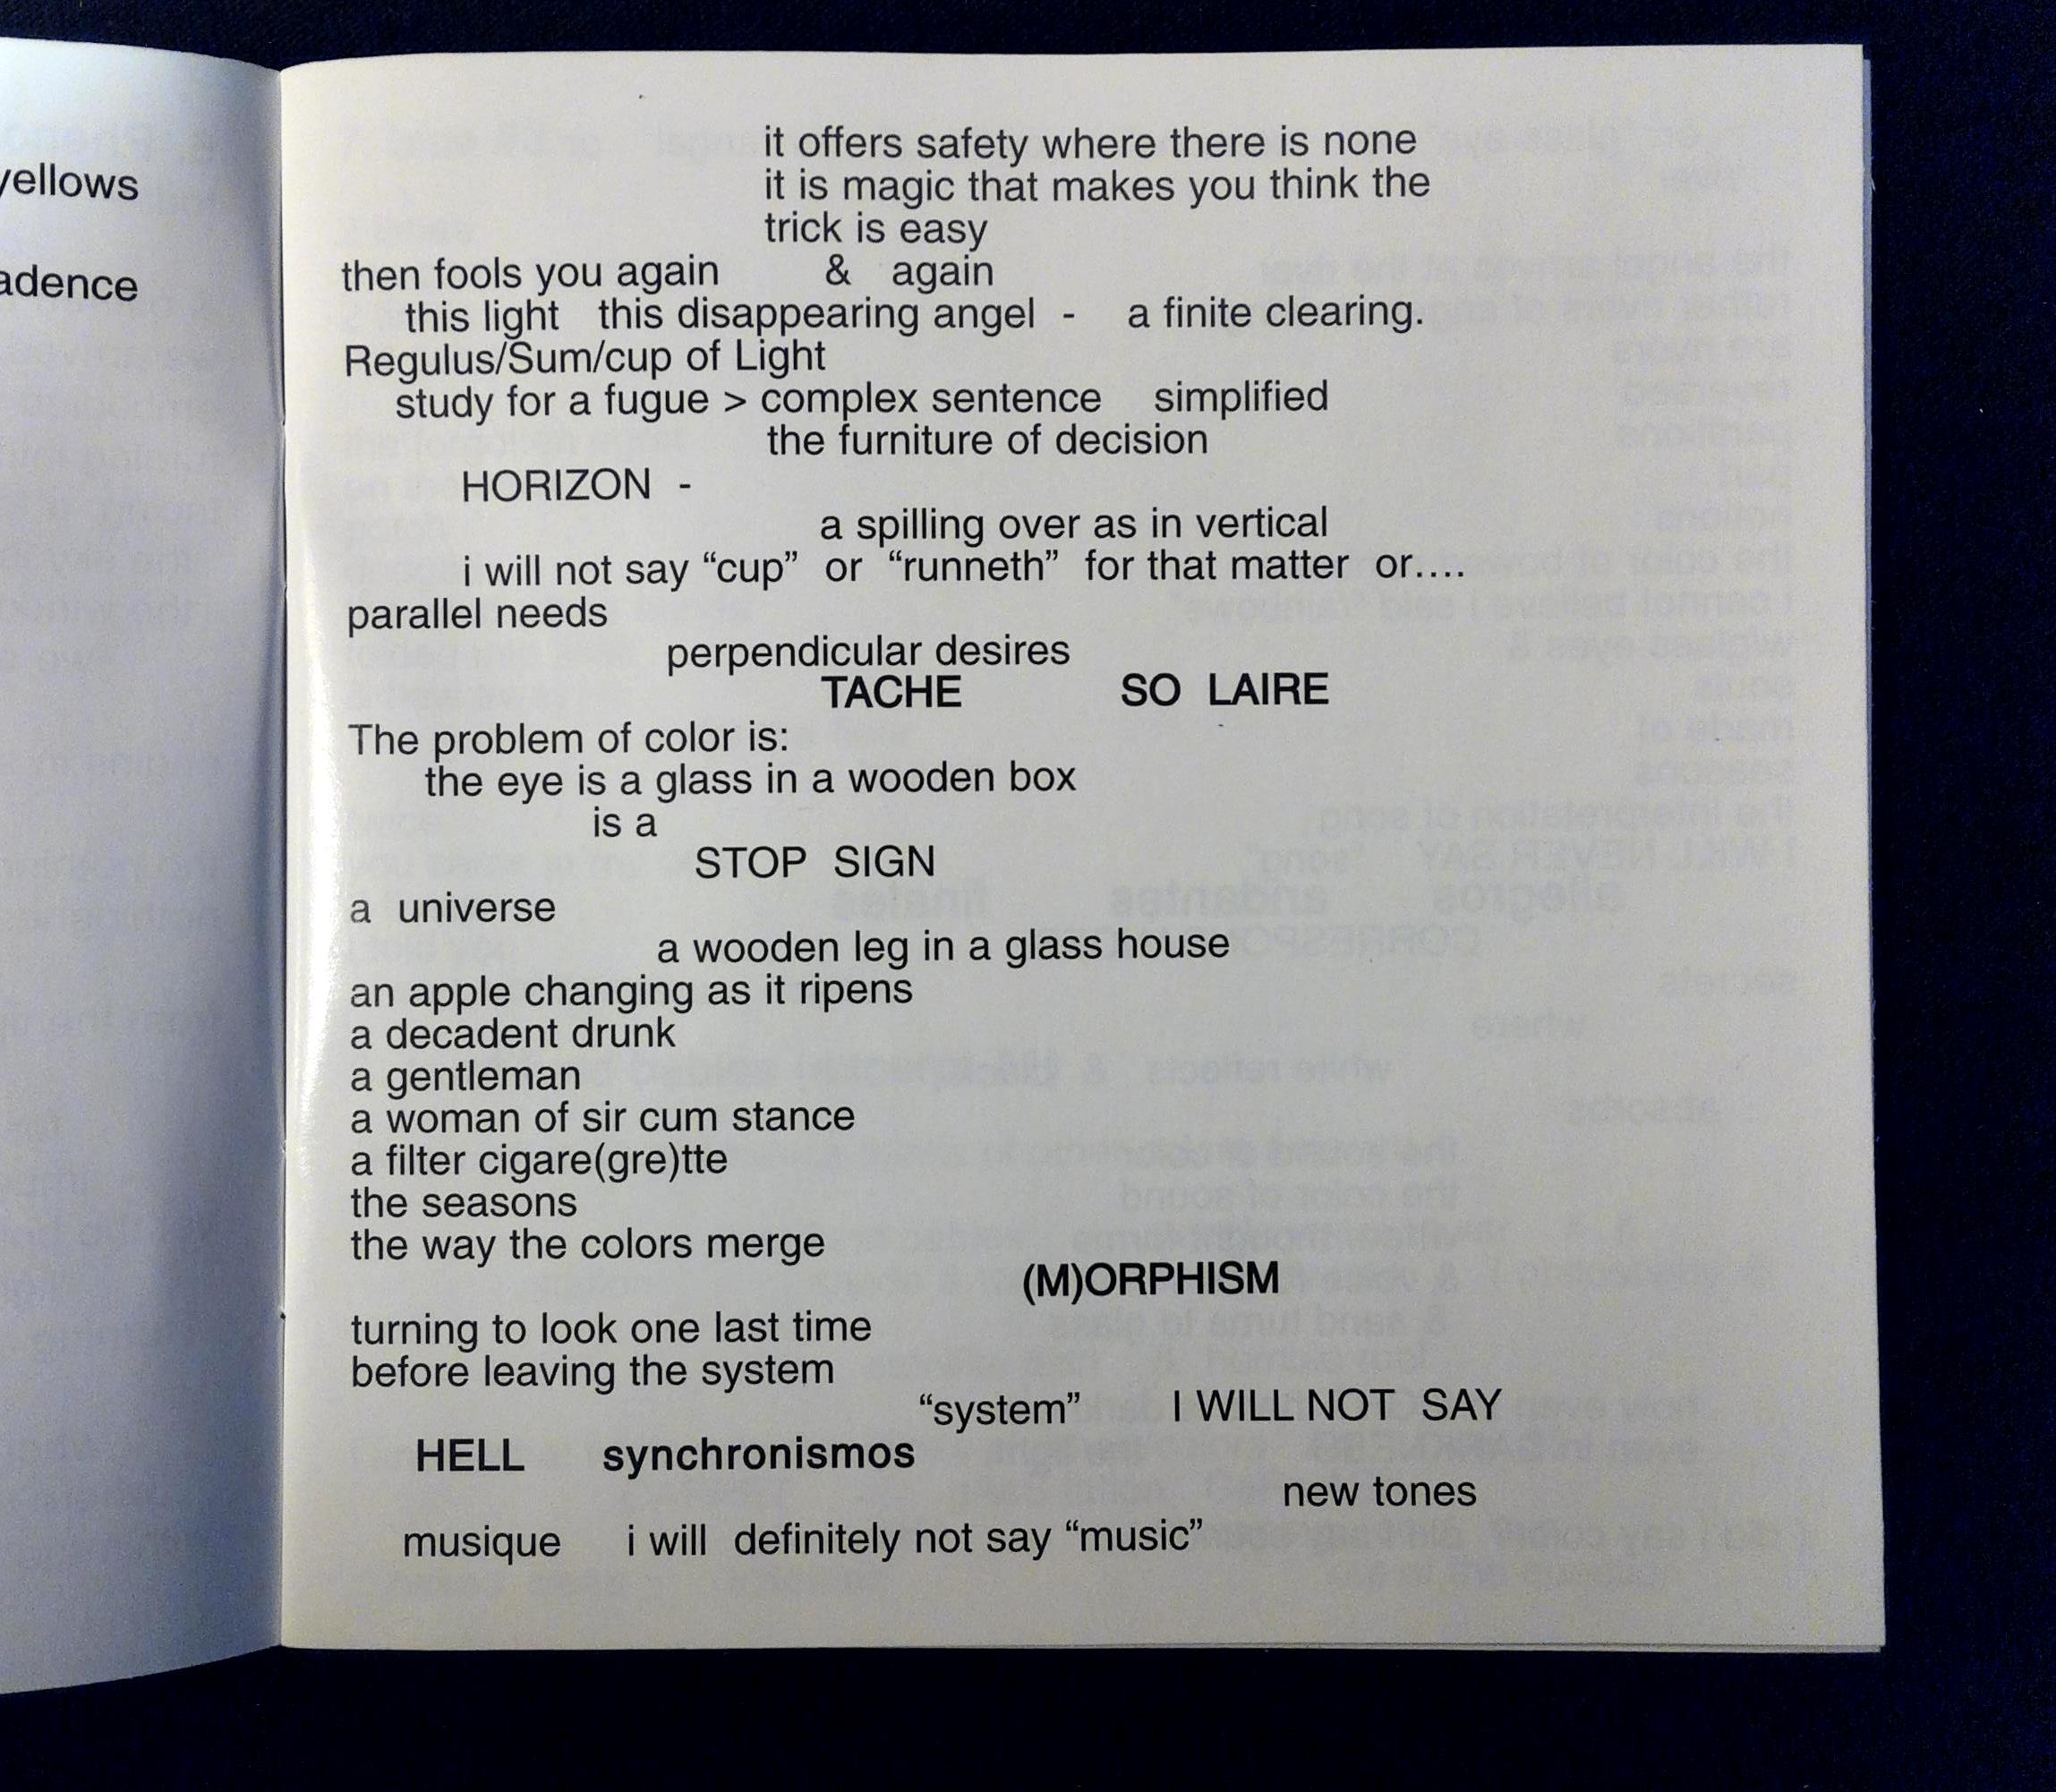 yellows
adence
it offers safety where there is none
it is magic that makes you think the
trick is easy
then fools you again & again
this light this disappearing angel - a finite clearing.
Regulus/Sum/cup of Light
study for a fugue > complex sentence simplified
the furniture of decision
HORIZON -
a spilling over as in vertical
i will not say “cup” or “runneth” for that matter or....
parallel needs
perpendicular desires
TACHE SO LAIRE
The problem of color is:
the eye is a glass in a wooden box
is a
STOP SIGN
a universe
a wooden leg in a glass house
an apple changing as it ripens
a decadent drunk
a gentleman
a woman of sir cum stance
a filter cigare(gre)tte
the seasons
the way the colors merge
(M)ORPHISM
turning to look one last time
before leaving the system
“system” I WILL NOT SAY
HELL synchronismos
new tones
musique i will definitely not say “music”